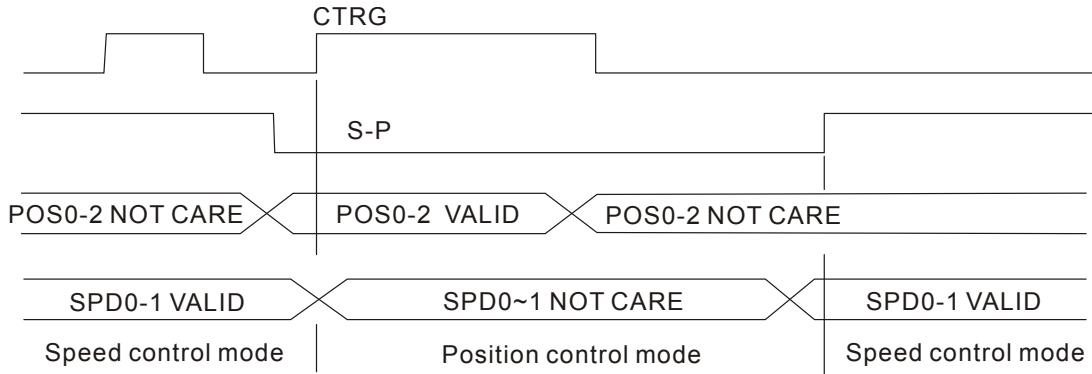 CTRG
S-P
POS0-2 NOT CARE POS0-2 VALID POS0-2 NOT CARE
SPD0-1 VALID SPD0~1 NOT CARE SPD0-1 VALID
Speed control mode Position control mode Speed control mode